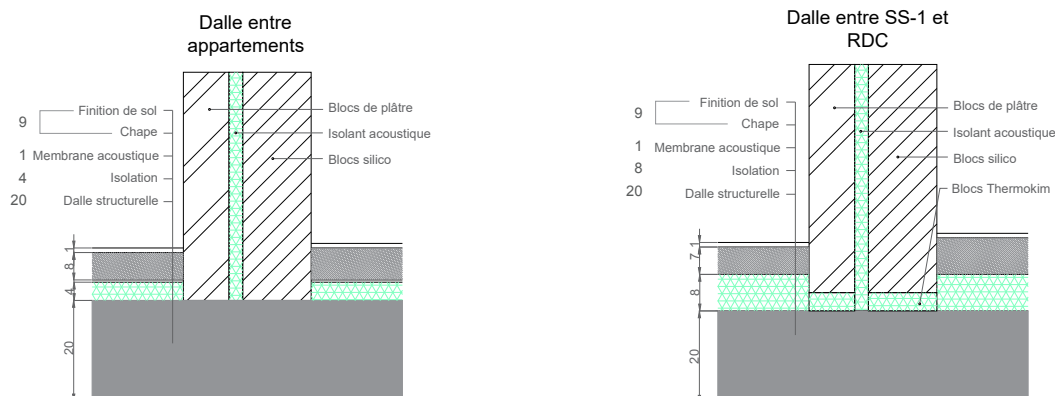 Dalle entre
appartements
Finition de sol
9
Chape
1 Membrane acoustique
4 Isolation
20 Dalle structurelle
Blocs de plâtre
Isolant acoustique
Blocs silico
1
8
4
20
Dalle entre SS-1 et
RDC
Finition de sol
9
Chape
1 Membrane acoustique
8 Isolation
20 Dalle structurelle
Blocs de plâtre
Isolant acoustique
Blocs silico
Blocs Thermokim
1
7
8
20